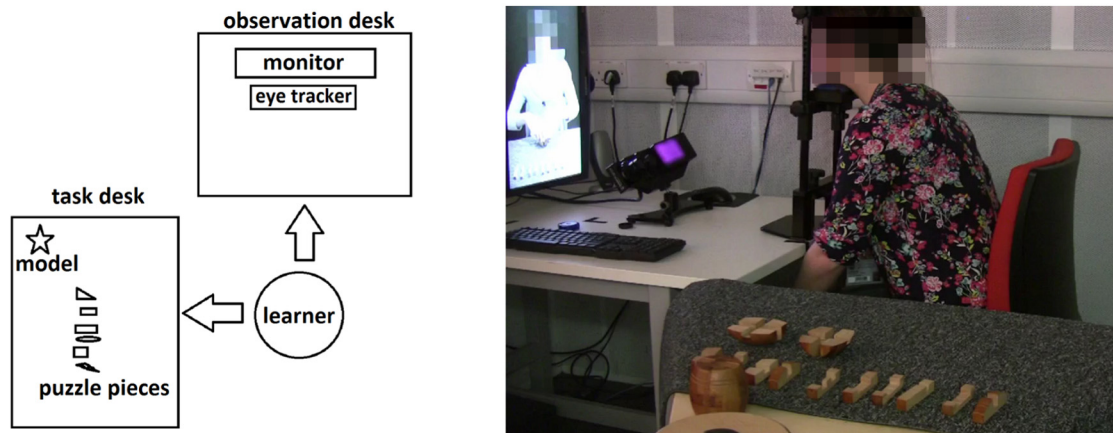 observation desk
monitor
eye tracker
task desk
model
learner
puzzle pieces